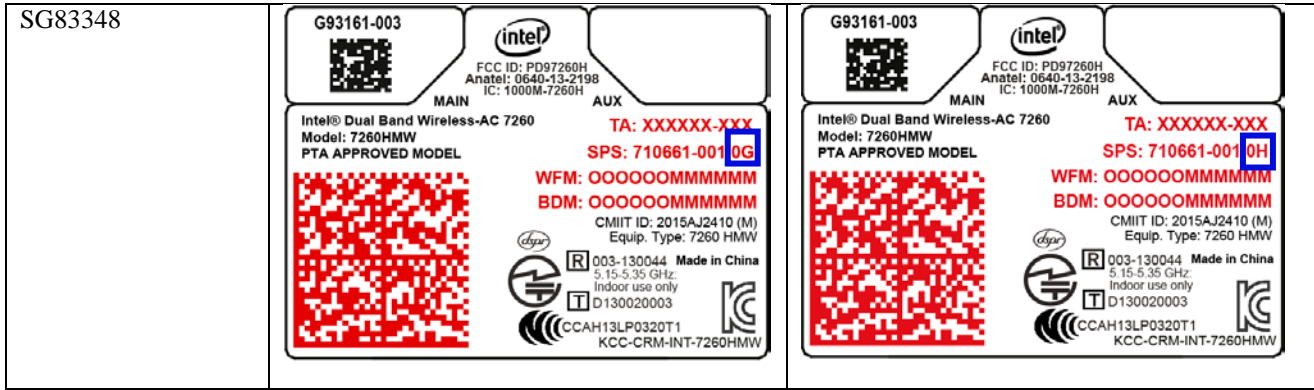 SG83348
G93161-003
intel®
FCC ID: PD97260H
Anatel: 0640-13-2198
IC: 1000M-7260H
MAIN AUX
Intel® Dual Band Wireless-AC 7260
Model: 7260HMW
PTA APPROVED MODEL
TA: XXXXXX-XXX
SPS: 710661-001 0G
WFM: OOOOOOMMMMMM
BDM: OOOOOOMMMMMM
CMIIT ID: 2015AJ2410 (M)
Equip. Type: 7260 HMW
dspr
R 003-130044 Made in China
5.15-5.35 GHz:
Indoor use only
T D130020003
CCAH13LP0320T1
KCC-CRM-INT-7260HMW
G93161-003
intel®
FCC ID: PD97260H
Anatel: 0640-13-2198
IC: 1000M-7260H
MAIN AUX
Intel® Dual Band Wireless-AC 7260
Model: 7260HMW
PTA APPROVED MODEL
TA: XXXXXX-XXX
SPS: 710661-001 0H
WFM: OOOOOOMMMMMM
BDM: OOOOOOMMMMMM
CMIIT ID: 2015AJ2410 (M)
Equip. Type: 7260 HMW
dspr
R 003-130044 Made in China
5.15-5.35 GHz:
Indoor use only
T D130020003
CCAH13LP0320T1
KCC-CRM-INT-7260HMW